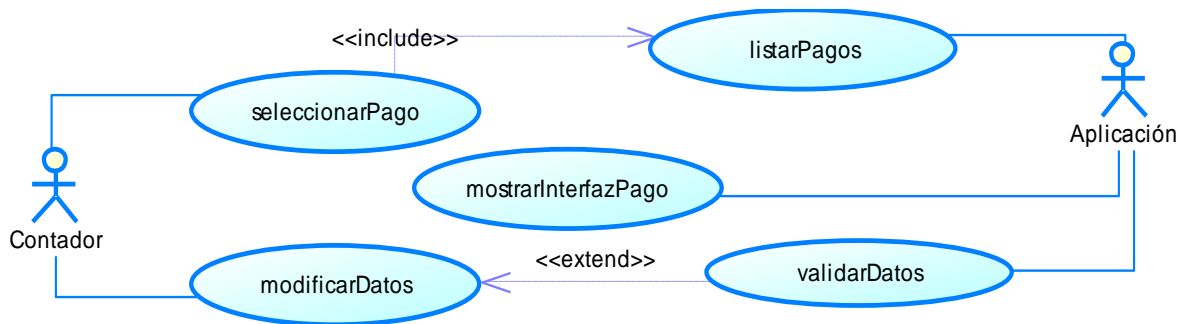 <<include>>
listarPagos
seleccionarPago
Aplicación
mostrarInterfazPago
Contador
<<extend>>
validarDatos
modificarDatos